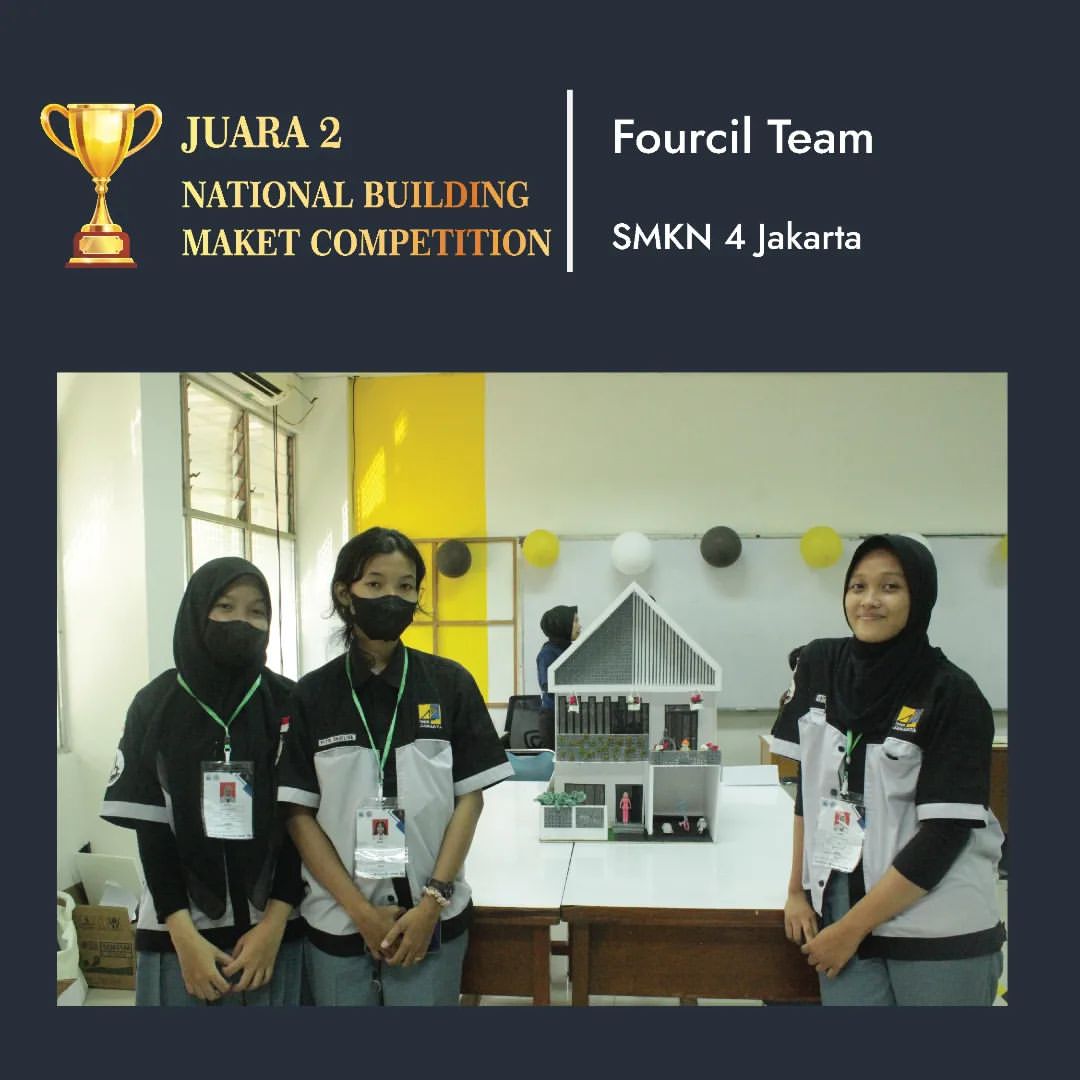 JUARA 2
NATIONAL BUILDING
MAKET COMPETITION
Fourcil Team
SMKN 4 Jakarta